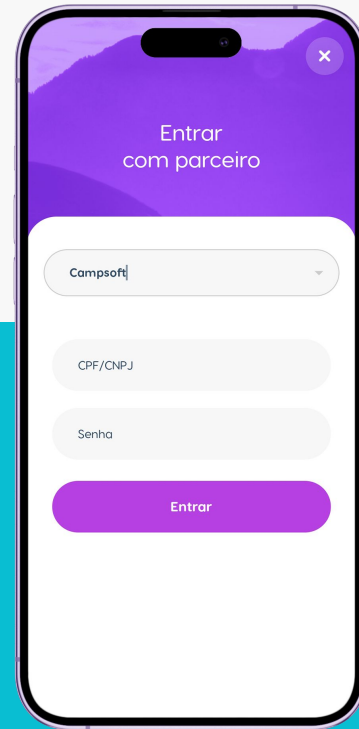 Entrar
com parceiro
Campsoft
CPF/CNPJ
Senha
Entrar